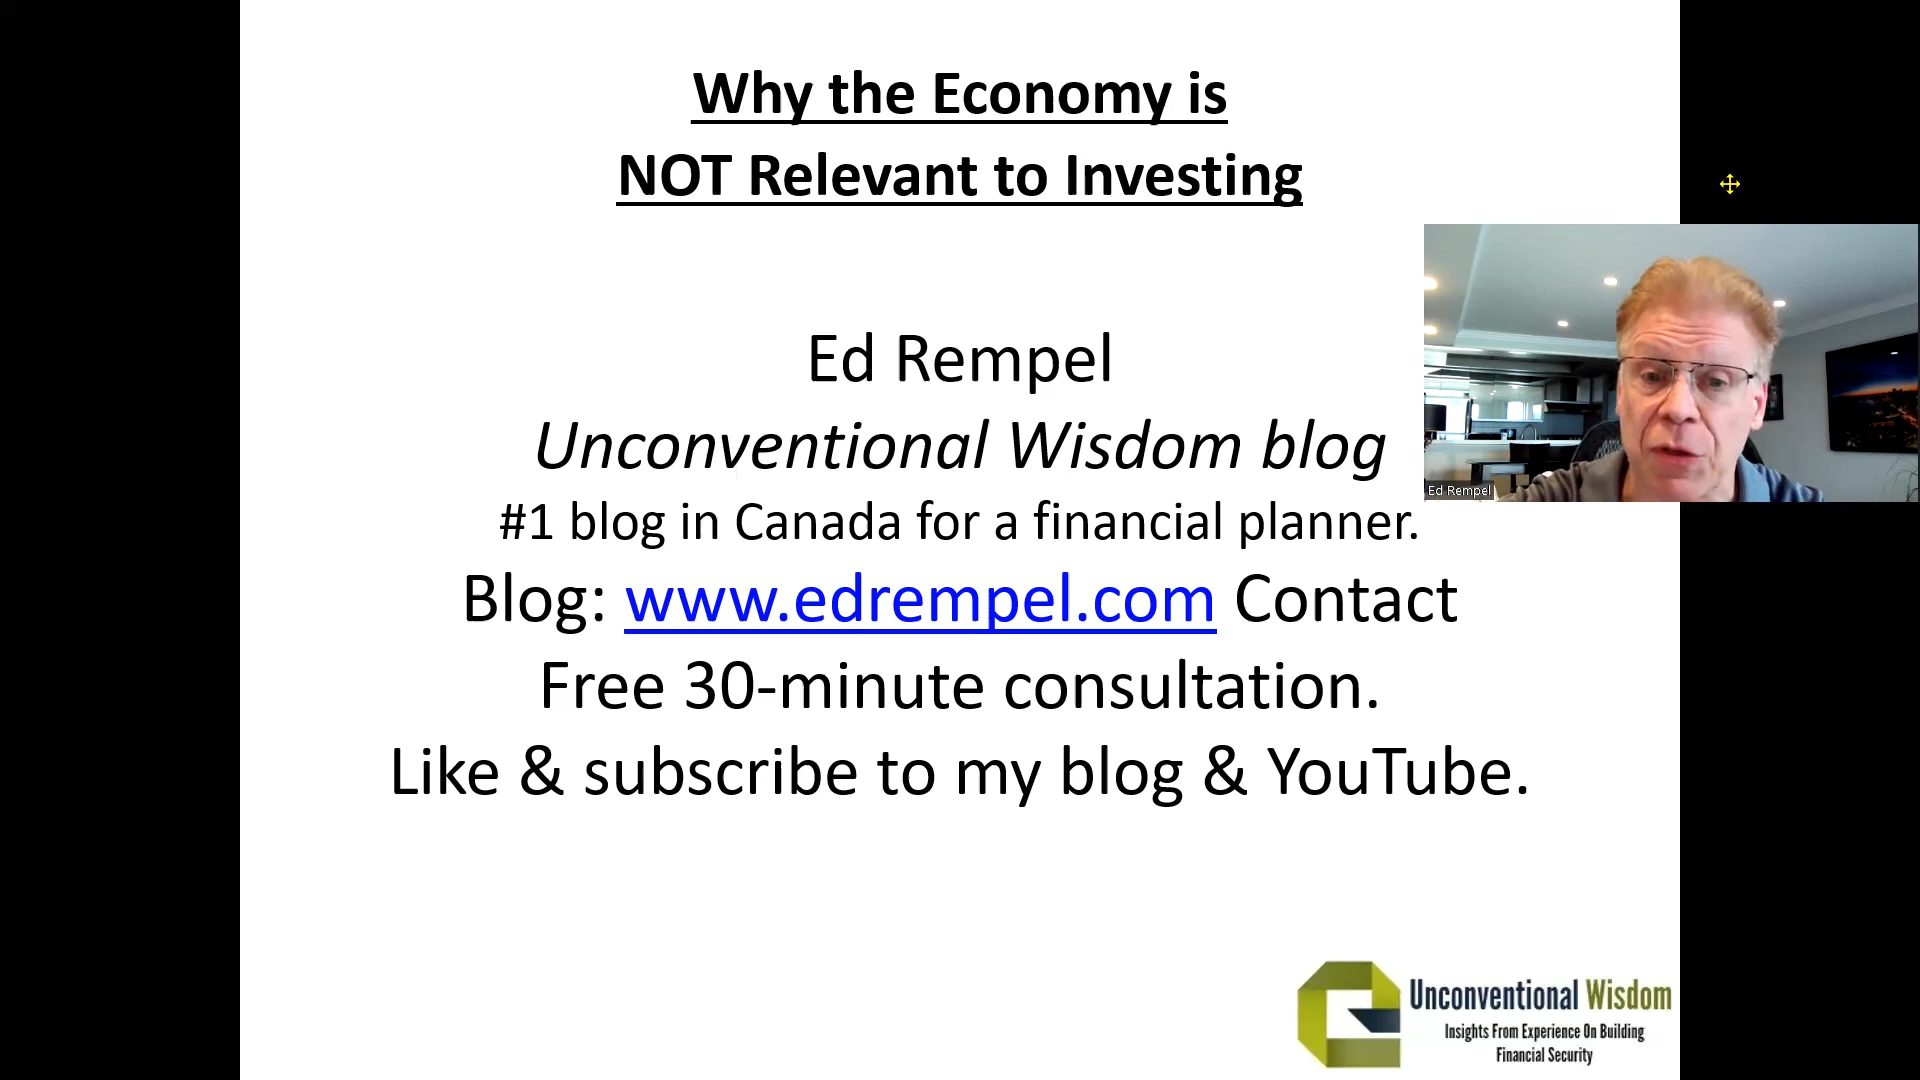 Why the Economy is
NOT Relevant to Investing
Ed Rempel
Unconventional Wisdom blog
#1 blog in Canada for a financial planner.
Blog: www.edrempel.com Contact
Free 30-minute consultation.
Like & subscribe to my blog & YouTube.
Ed Rempel
Unconventional Wisdom
Insights From Experience On Building
Financial Security